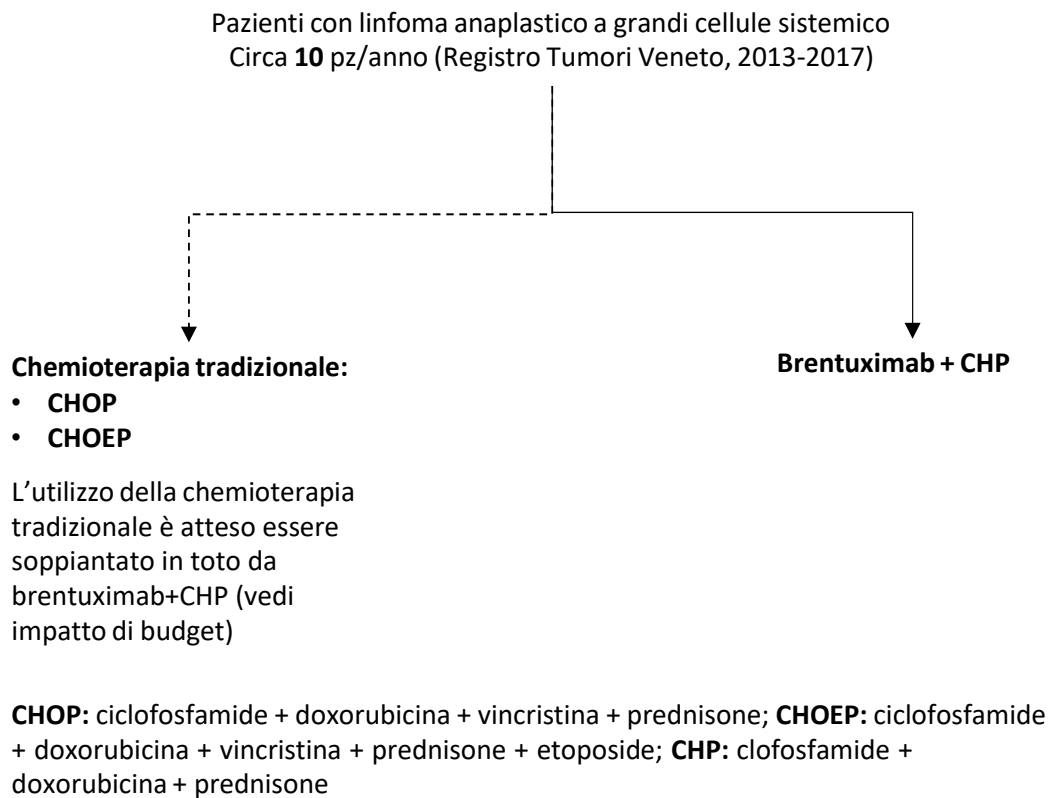 Pazienti con linfoma anaplastico a grandi cellule sistemico
Circa 10 pz/anno (Registro Tumori Veneto, 2013-2017)
Chemioterapia tradizionale:
• CHOP
• CHOEP
L'utilizzo della chemioterapia
tradizionale è atteso essere
soppiantato in toto da
brentuximab+CHP (vedi
impatto di budget)
Brentuximab + CHP
CHOP: ciclofosfamide + doxorubicina + vincristina + prednisone; CHOEP: ciclofosfamide
+ doxorubicina + vincristina + prednisone + etoposide; CHP: clofosfamide +
doxorubicina + prednisone